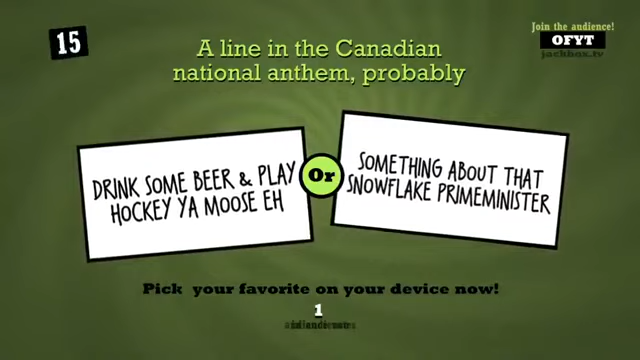 15
Join the audience!
OFYT
jackbox.tv
A line in the Canadian
national anthem, probably
DRINK SOME BEER & PLAY
HOCKEY YA MOOSE EH
Or
SOMETHING ABOUT THAT
SNOWFLAKE PRIMEMINISTER
Pick your favorite on your device now!
1